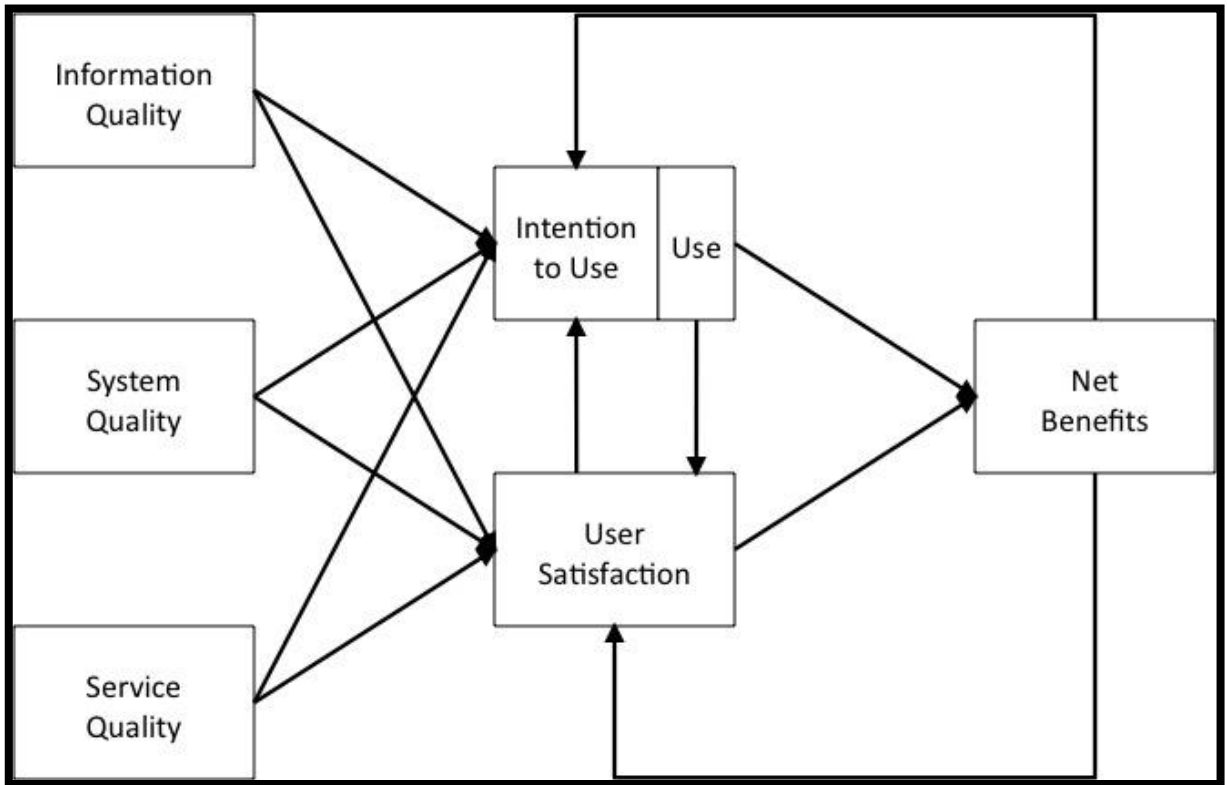 Information
Quality
Intention
to Use
Use
System
Quality
Net
Benefits
User
Satisfaction
Service
Quality